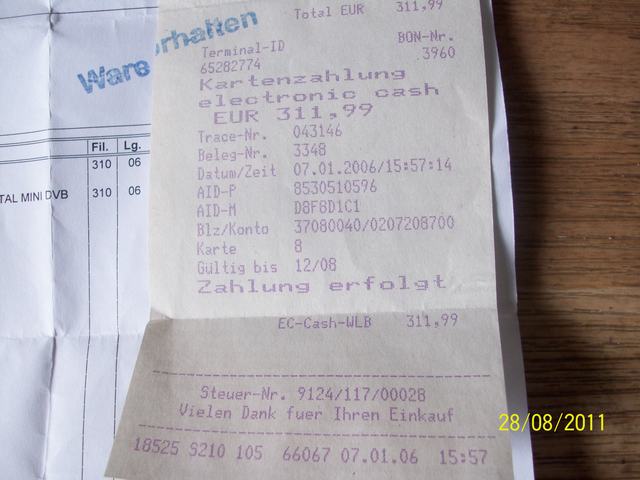 Total EUR 311,99
Ware erhalten
Terminal-ID BON-Nr.
65282774 3960
Kartenzahlung
electronic cash
EUR 311,99
Trace-Nr. 043146
Beleg-Nr. 3348
Datum/Zeit 07.01.2006/15:57:14
AID-P 8530510596
AID-M D8F8D1C1
Blz/Konto 37080040/0207208700
Karte 8
Gültig bis 12/08
Zahlung erfolgt
EC-Cash-WLB 311,99
Steuer-Nr. 9124/117/00028
Vielen Dank fuer Ihren Einkauf
18525 9210 105 66067 07.01.06 15:57
Fil. Lg.
310 06
TAL MINI DVB 310 06
28/08/2011